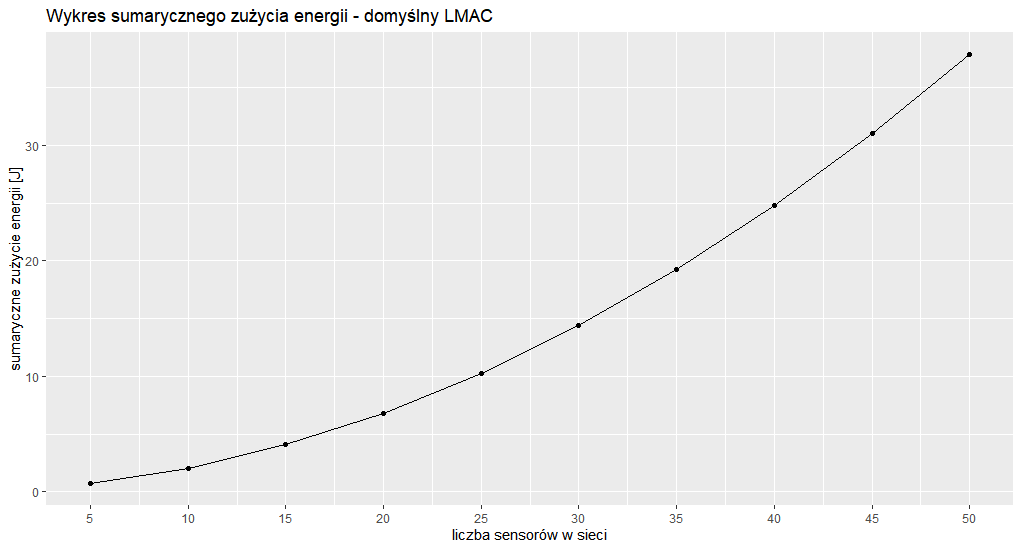 Wykres sumarycznego zużycia energii - domyślny LMAC
sumaryczne zużycie energii [J]
30
20
10
0
5 10 15 20 25 30 35 40 45 50
liczba sensorów w sieci